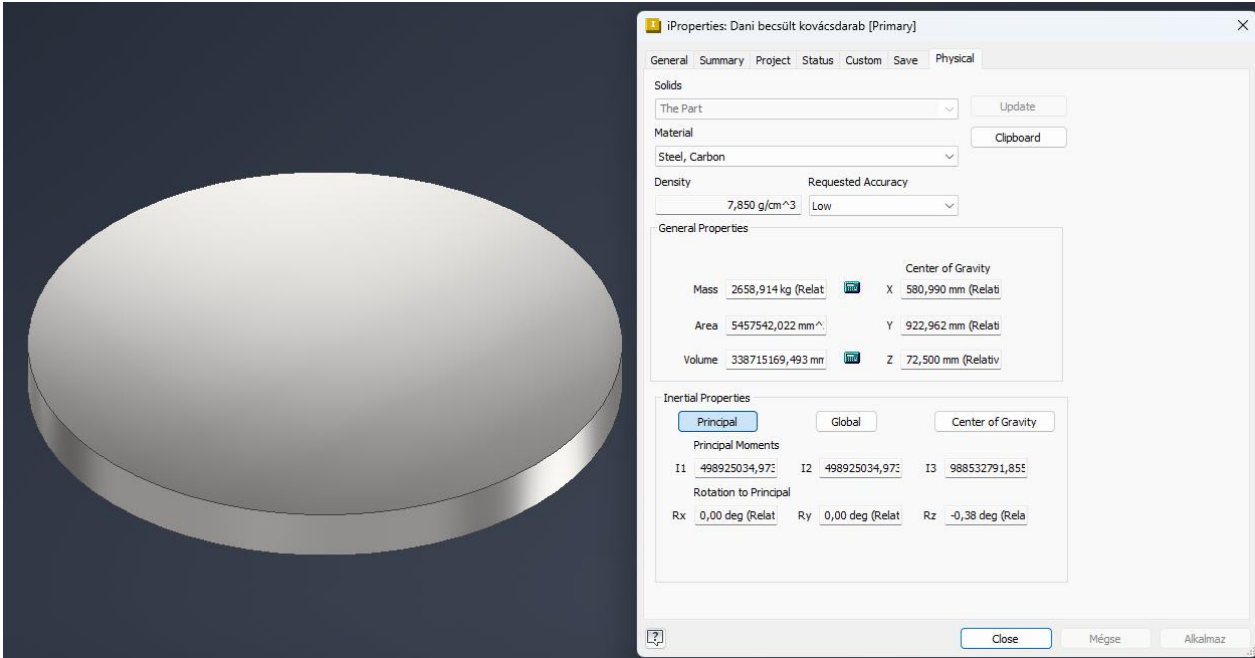 iProperties: Dani becsült kovácsdarab [Primary]
General Summary Project Status Custom Save Physical
Solids
The Part
Update
Material
Clipboard
Steel, Carbon
Density Requested Accuracy
7,850 g/cm^3 Low
General Properties
Center of Gravity
Mass 2658,914 kg (Relat X 580,990 mm (Relati
Area 5457542,022 mm^ Y 922,962 mm (Relati
Volume 338715169,493 mm Z 72,500 mm (Relativ
Inertial Properties
Principal Global Center of Gravity
Principal Moments
I1 498925034,973 I2 498925034,973 I3 988532791,855
Rotation to Principal
Rx 0,00 deg (Relat Ry 0,00 deg (Relat Rz -0,38 deg (Rela
Close Mégse Alkalmaz